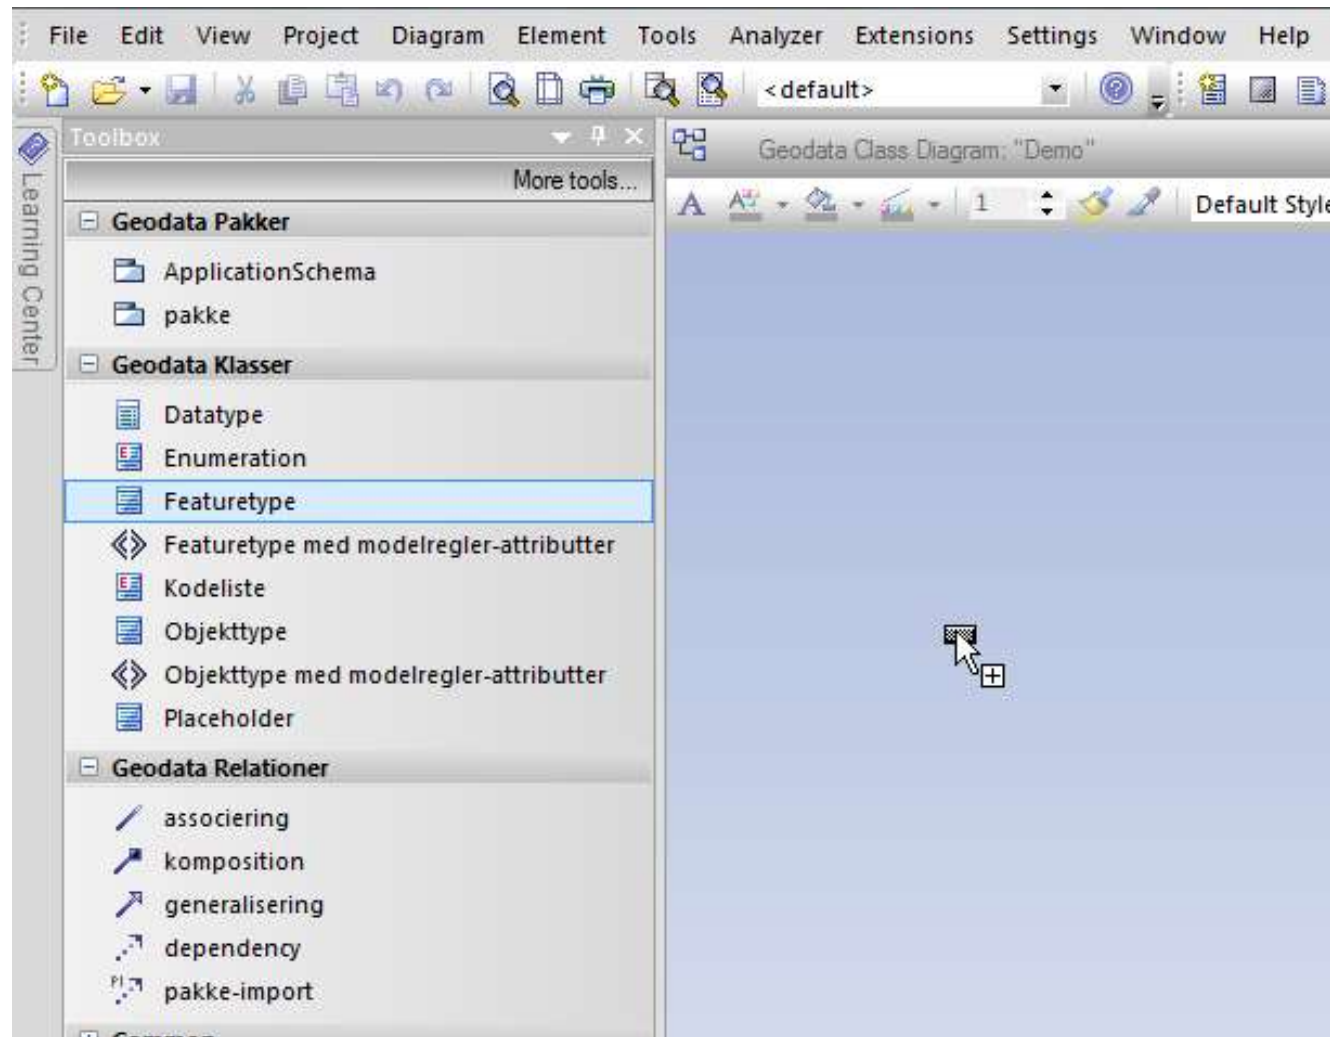 File Edit View Project Diagram Element Tools Analyzer Extensions Settings Window Help
<default>
Learning Center
Toolbox
More tools...
Geodata Pakker
ApplicationSchema
pakke
Geodata Klasser
Datatype
Enumeration
Featuretype
Featuretype med modelregler-attributter
Kodeliste
Objekttype
Objekttype med modelregler-attributter
Placeholder
Geodata Relationer
associering
komposition
generalisering
dependency
pakke-import
Common
Geodata Class Diagram: "Demo"
1 Default Style